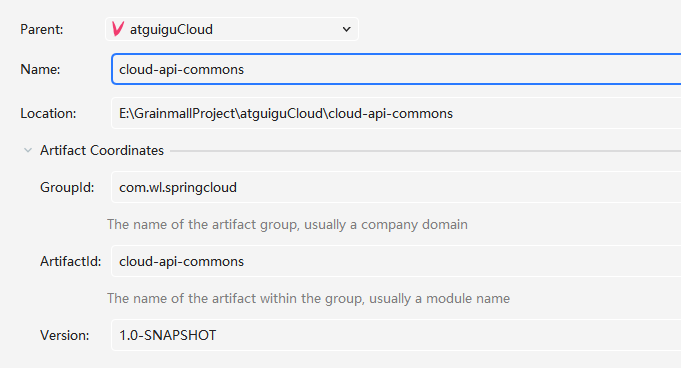 Parent: atguiguCloud
Name: cloud-api-commons
Location: E:\GrainmallProject\atguiguCloud\cloud-api-commons
Artifact Coordinates
GroupId: com.wl.springcloud
The name of the artifact group, usually a company domain
ArtifactId: cloud-api-commons
The name of the artifact within the group, usually a module name
Version: 1.0-SNAPSHOT